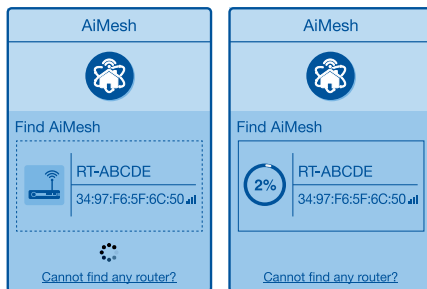 AiMesh
Find AiMesh
RT-ABCDE
34:97:F6:5F:6C:50
Cannot find any router?
AiMesh
Find AiMesh
2%
RT-ABCDE
34:97:F6:5F:6C:50
Cannot find any router?